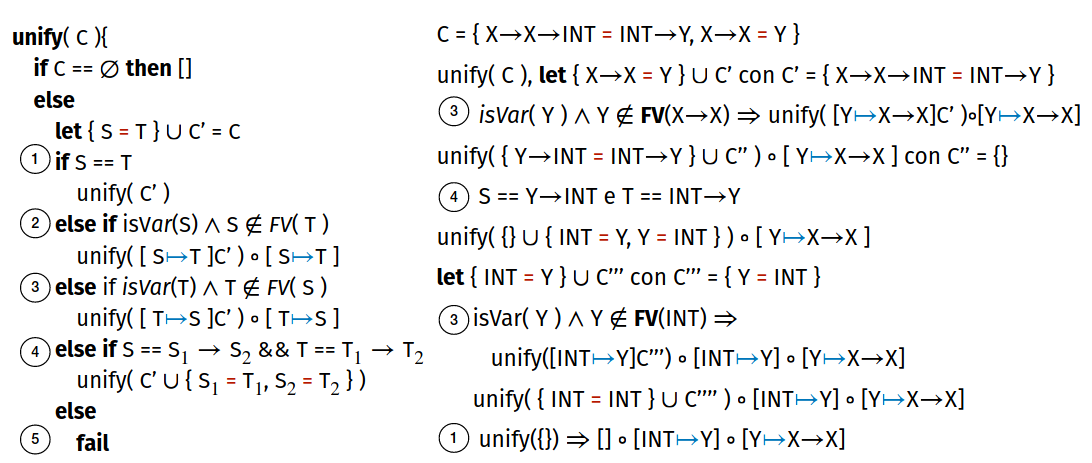 unify( C ){
if C == ∅ then []
else
let { S = T } ∪ C' = C
1 if S == T
unify( C' )
2 else if isVar(S) ∧ S ∉ FV( T )
unify( [ S↦T ]C' ) ∘ [ S↦T ]
3 else if isVar(T) ∧ T ∉ FV( S )
unify( [ T↦S ]C' ) ∘ [ T↦S ]
4 else if S == S₁ → S₂ && T == T₁ → T₂
unify( C' ∪ { S₁ = T₁, S₂ = T₂ } )
else
5 fail
C = { X→X→INT = INT→Y, X→X = Y }
unify( C ), let { X→X = Y } ∪ C' con C' = { X→X→INT = INT→Y }
3 isVar( Y ) ∧ Y ∉ FV(X→X) ⇒ unify( [Y↦X→X]C' )∘[Y↦X→X]
unify( { Y→INT = INT→Y } ∪ C'' ) ∘ [ Y↦X→X ] con C'' = {}
4 S == Y→INT e T == INT→Y
unify( {} ∪ { INT = Y, Y = INT } ) ∘ [ Y↦X→X ]
let { INT = Y } ∪ C''' con C''' = { Y = INT }
3 isVar( Y ) ∧ Y ∉ FV(INT) ⇒
unify([INT↦Y]C''') ∘ [INT↦Y] ∘ [Y↦X→X]
unify( { INT = INT } ∪ C'''' ) ∘ [INT↦Y] ∘ [Y↦X→X]
1 unify({}) ⇒ [] ∘ [INT↦Y] ∘ [Y↦X→X]